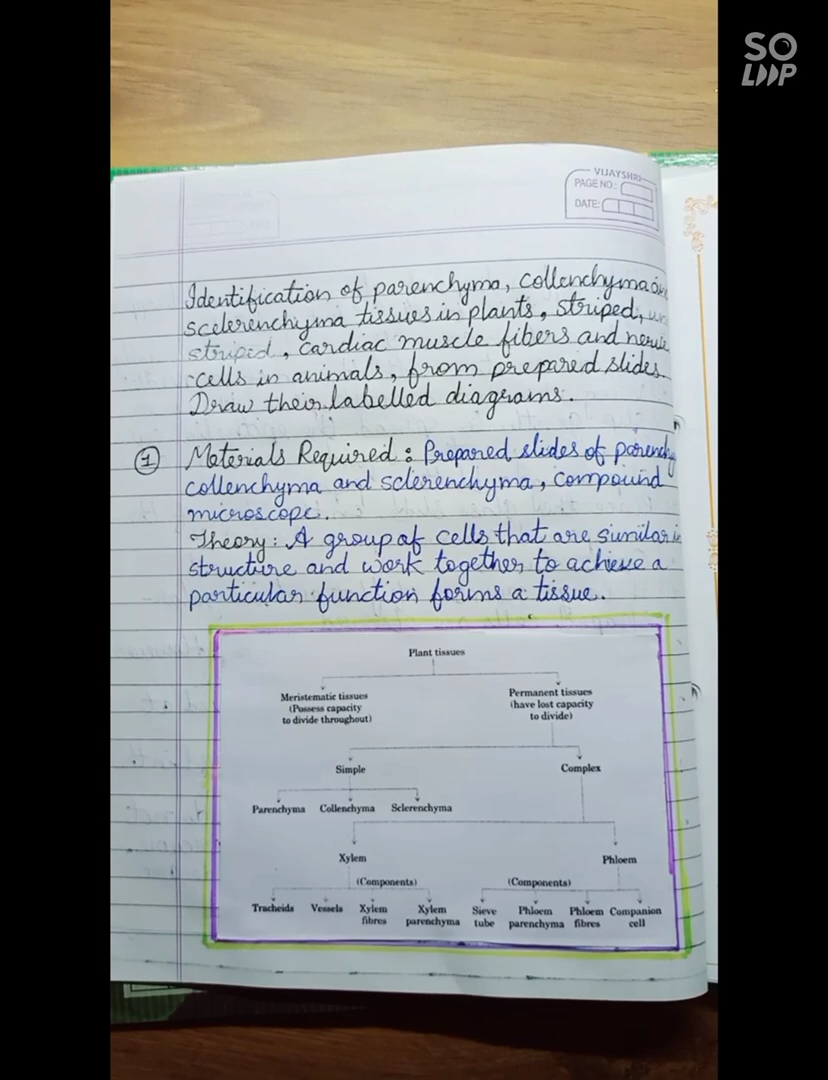 SO
LOOP
VIJAYSHRI
PAGE NO.:
DATE:
Identification of parenchyma, collenchyma
scelerenchyma tissues in plants, striped,
striped, cardiac muscle fibers and nerve
cells in animals, from prepared slides.
Draw their labelled diagrams.
① Materials Required : Prepared slides of parench
collenchyma and sclerenchyma, compound
microscope.
Theory : A group of cells that are similar in
structure and work together to achieve a
particular function forms a tissue.
Plant tissues
Meristematic tissues
(Possess capacity
to divide throughout)
Permanent tissues
(have lost capacity
to divide)
Simple
Complex
Parenchyma Collenchyma Sclerenchyma
Xylem
Phloem
(Components)
(Components)
Tracheids
Vessels
Xylem
fibres
Xylem
parenchyma
Sieve
tube
Phloem
parenchyma
Phloem
fibres
Companion
cell